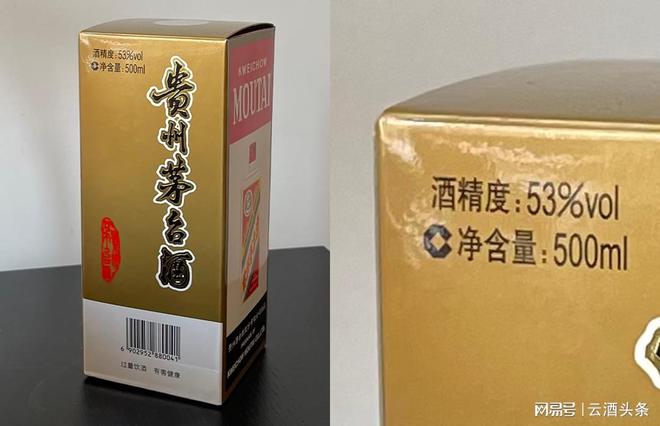 酒精度:53%vol
净含量:500ml
貴州茅台酒
6 902952 880041
过量饮酒 有害健康
KWEICHOW
MOUTAI
酒精度:53%vol
净含量:500ml
网易号 | 云酒头条